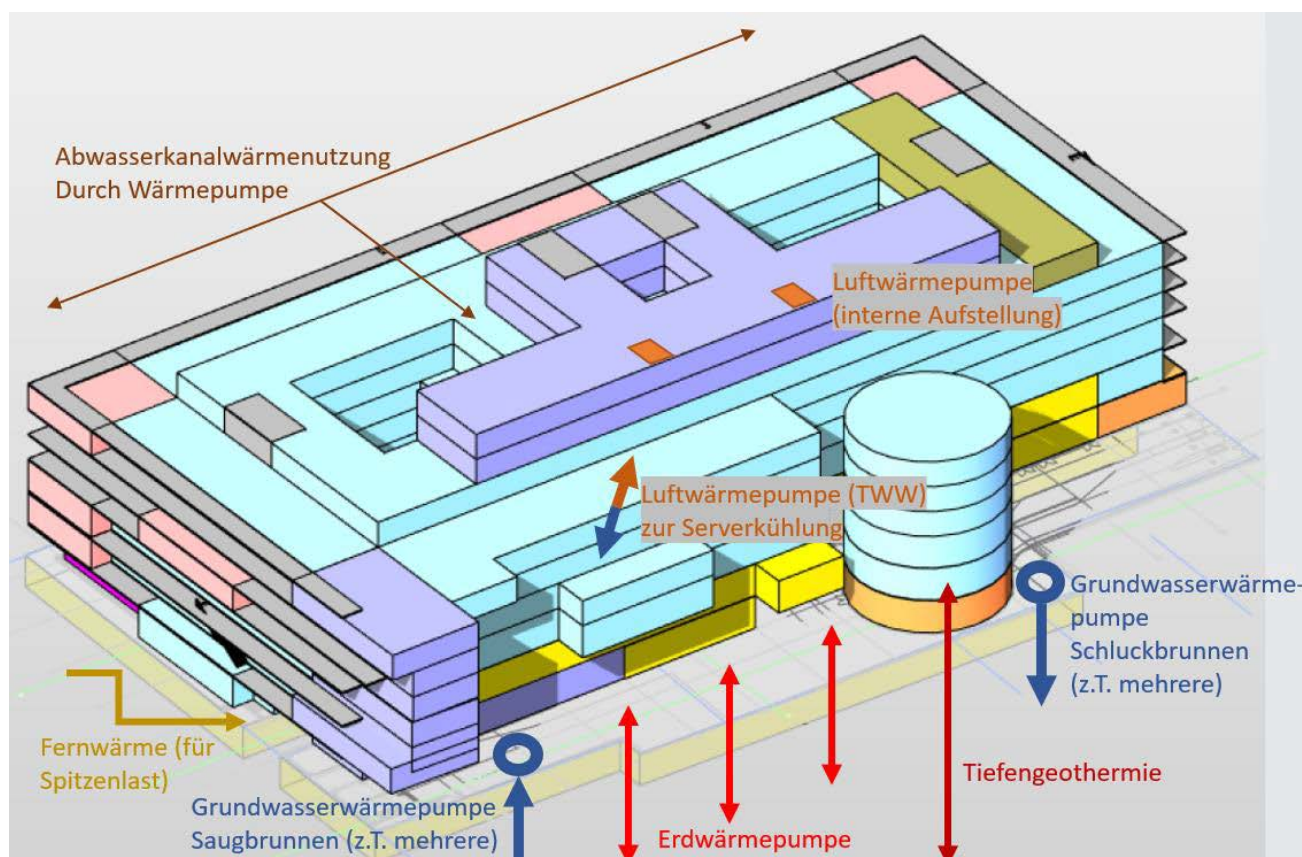 Abwasserkanalwärmenutzung
Durch Wärmepumpe
Luftwärmepumpe
(interne Aufstellung)
Luftwärmepumpe (TWW)
zur Serverkühlung
Grundwasserwärme-
pumpe
Schluckbrunnen
(z.T. mehrere)
Fernwärme (für
Spitzenlast)
Tiefengeothermie
Grundwasserwärmepumpe
Saugbrunnen (z.T. mehrere)
Erdwärmepumpe